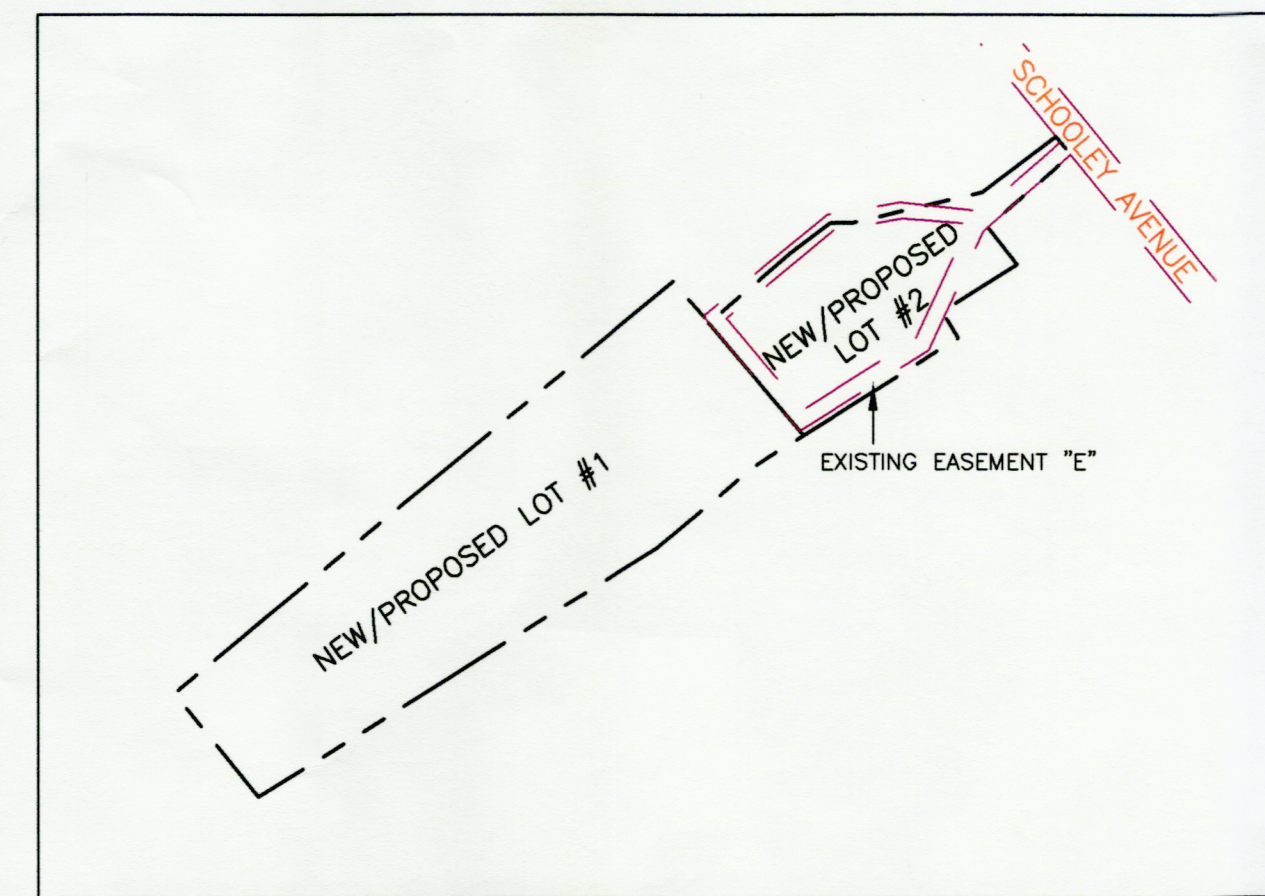 SCHOOLEY AVENUE
NEW/PROPOSED
LOT #2
EXISTING EASEMENT "E"
NEW/PROPOSED LOT #1